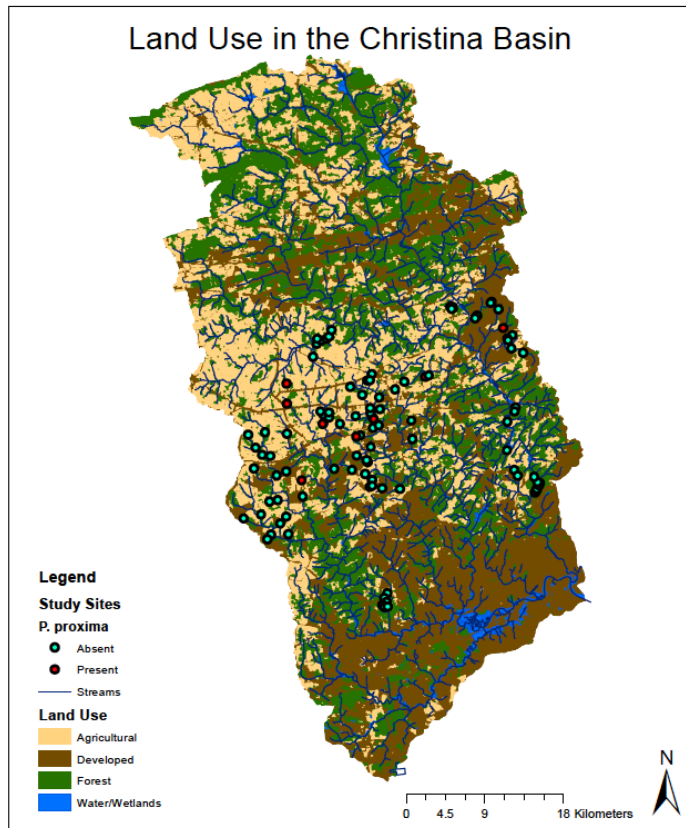 Land Use in the Christina Basin
Legend
Study Sites
P. proxima
Absent
Present
Streams
Land Use
Agricultural
Developed
Forest
Water/Wetlands
N
0 4.5 9 18 Kilometers